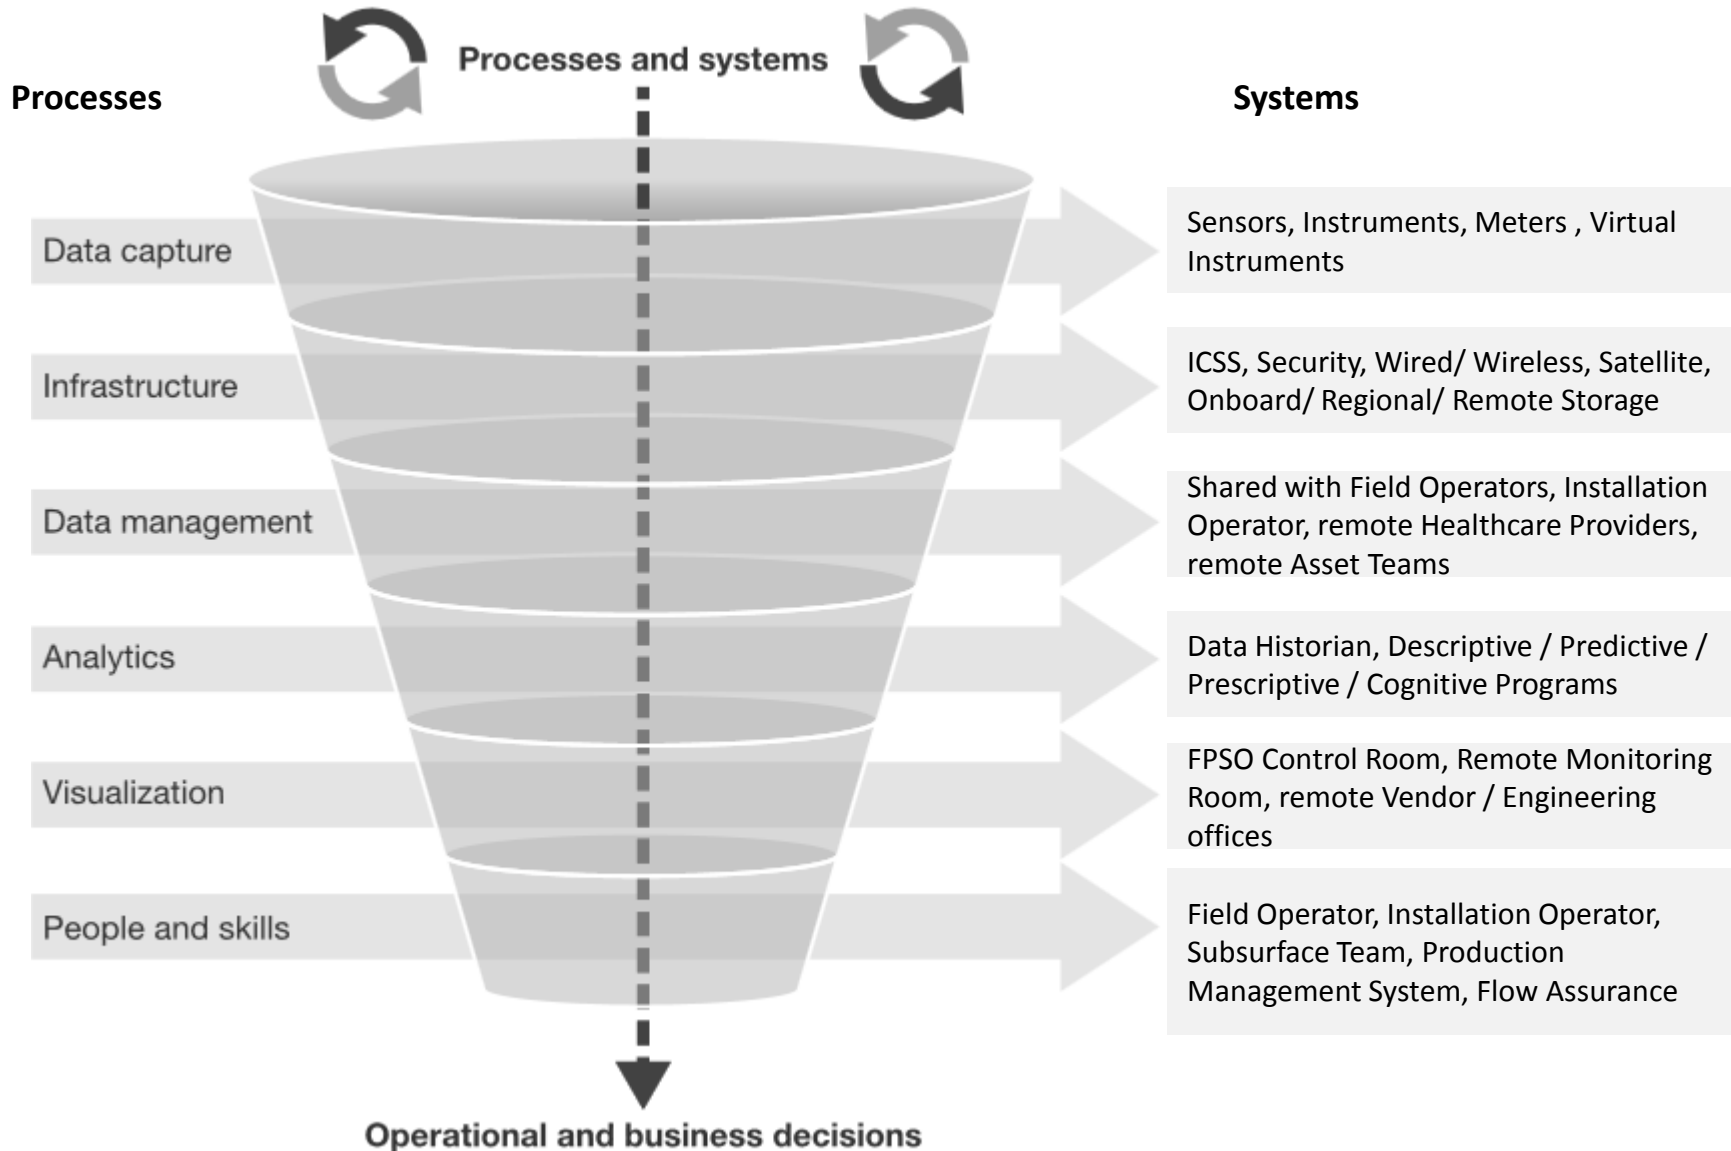 Processes and systems
Processes
Systems
Data capture
Sensors, Instruments, Meters , Virtual
Instruments
Infrastructure
ICSS, Security, Wired/ Wireless, Satellite,
Onboard/ Regional/ Remote Storage
Data management
Shared with Field Operators, Installation
Operator, remote Healthcare Providers,
remote Asset Teams
Analytics
Data Historian, Descriptive / Predictive /
Prescriptive / Cognitive Programs
Visualization
FPSO Control Room, Remote Monitoring
Room, remote Vendor / Engineering
offices
People and skills
Field Operator, Installation Operator,
Subsurface Team, Production
Management System, Flow Assurance
Operational and business decisions